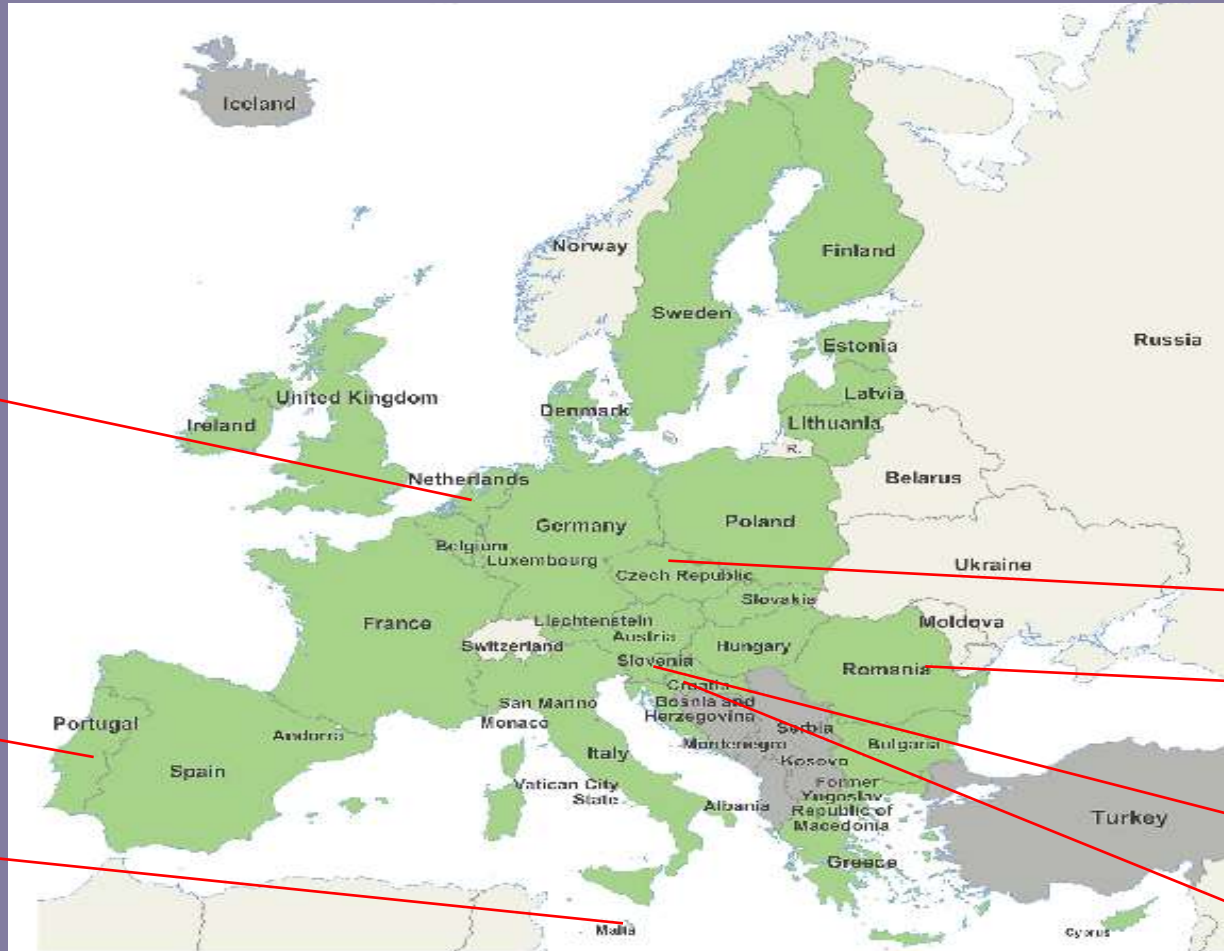 Iceland
Norway
Finland
Sweden
Russia
Estonia
Latvia
Lithuania
R.
United Kingdom
Ireland
Denmark
Belarus
Netherlands
Germany
Poland
Belgium
Luxembourg
Ukraine
Czech Republic
Slovakia
France
Liechtenstein
Moldova
Switzerland
Austria
Hungary
Slovenia
Romania
Croatia
San Marino
Bosnia and
Herzegovina
Portugal
Monaco
Serbia
Andorra
Montenegro
Bulgaria
Italy
Kosovo
Spain
Vatican City
State
Former
Yugoslav
Albania
Republic of
Macedonia
Turkey
Greece
Malta
Cyprus